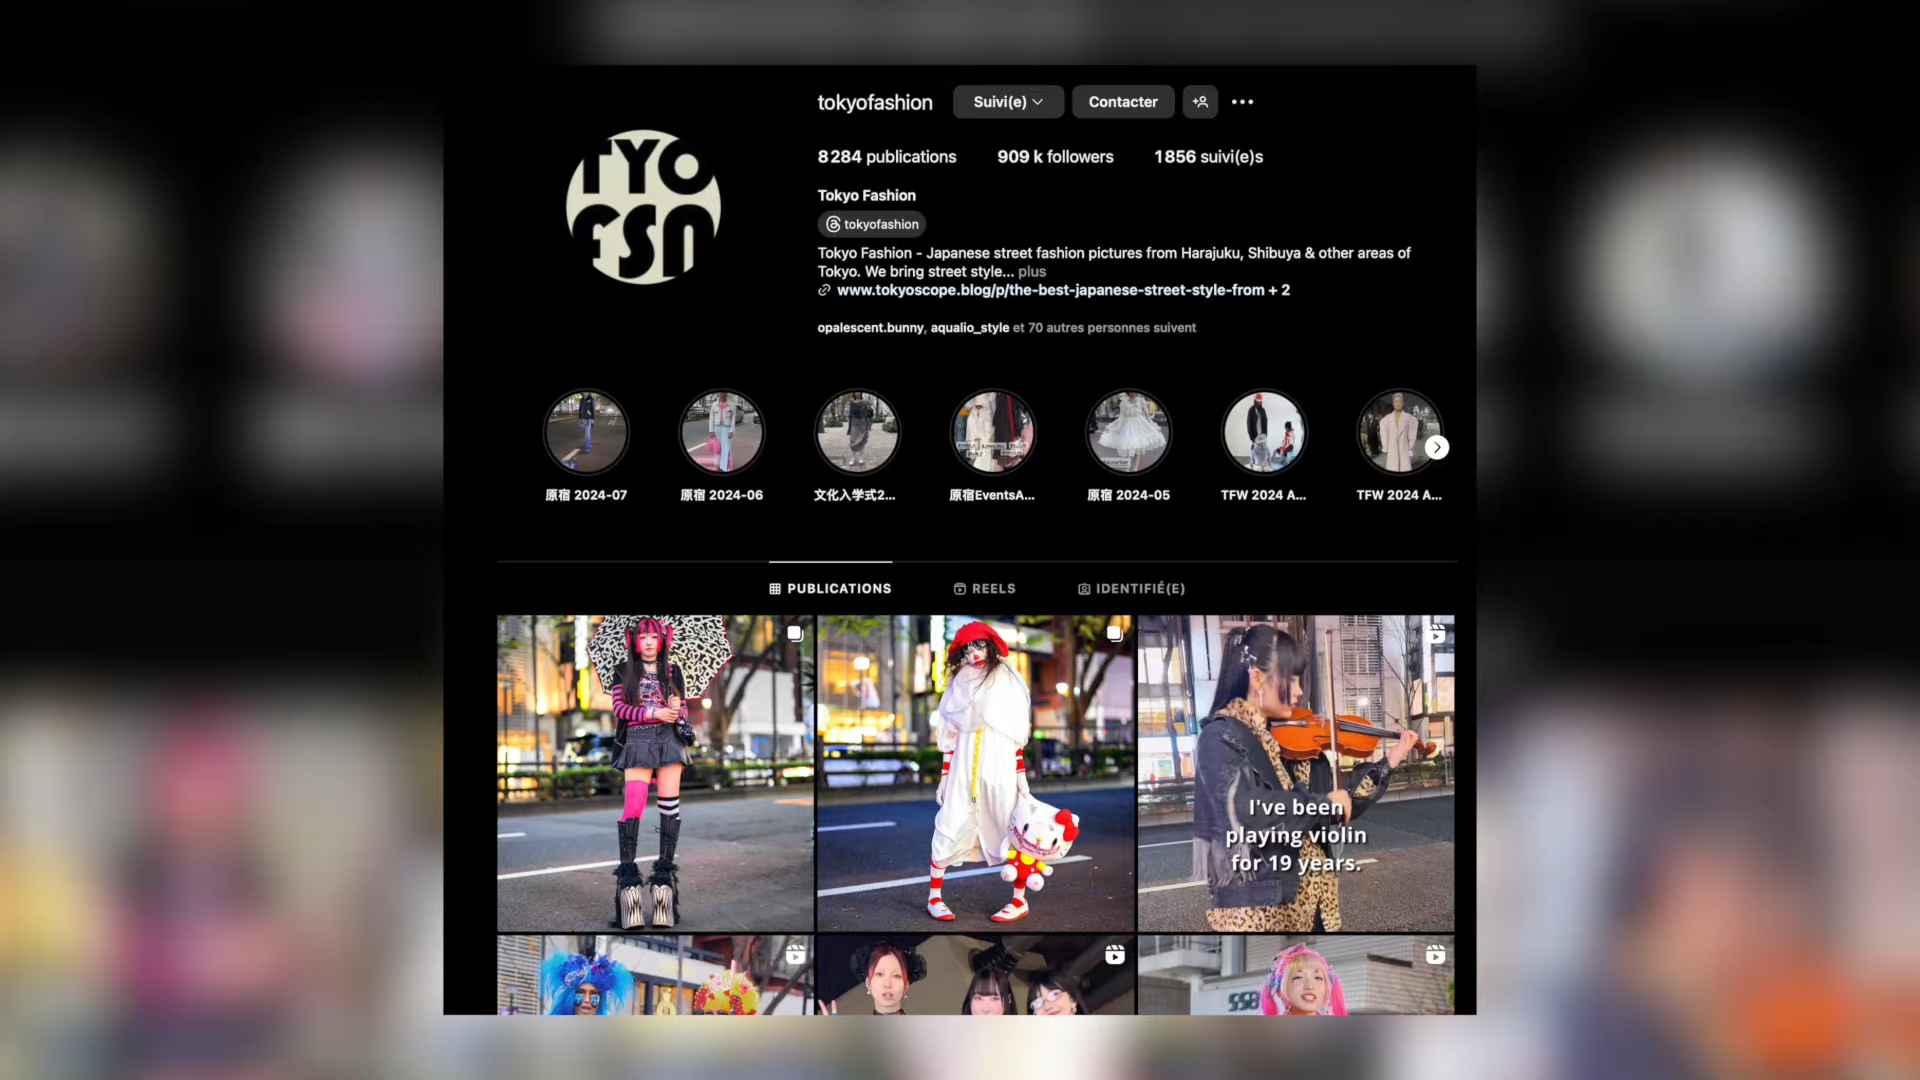 tokyofashion
Suivi(e)
Contacter
8 284 publications
909 k followers
1 856 suivi(e)s
TYO
FSN
Tokyo Fashion
tokyofashion
Tokyo Fashion - Japanese street fashion pictures from Harajuku, Shibuya & other areas of
Tokyo. We bring street style... plus
www.tokyoscope.blog/p/the-best-japanese-street-style-from + 2
opalescent.bunny, aqualio_style et 70 autres personnes suivent
原宿 2024-07
原宿 2024-06
文化入学式2...
原宿EventsA...
原宿 2024-05
TFW 2024 A...
TFW 2024 A...
PUBLICATIONS
REELS
IDENTIFIÉ(E)
I've been
playing violin
for 19 years.